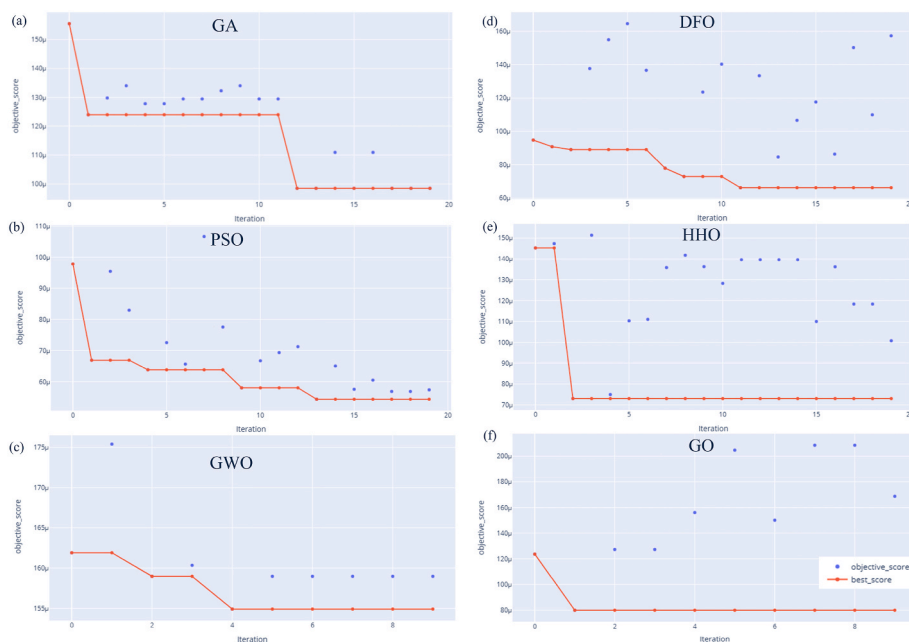 (a)
GA
150µ
140µ
130µ
120µ
110µ
100µ
objective_score
0
5
10
15
20
Iteration
(b)
PSO
110µ
100µ
90µ
80µ
70µ
60µ
objective_score
0
5
10
15
20
Iteration
(c)
GWO
175µ
170µ
165µ
160µ
155µ
objective_score
0
2
4
6
8
Iteration
(d)
DFO
160µ
140µ
120µ
100µ
80µ
60µ
objective_score
0
5
10
15
20
Iteration
(e)
HHO
150µ
140µ
130µ
120µ
110µ
100µ
90µ
80µ
70µ
objective_score
0
5
10
15
20
Iteration
(f)
GO
200µ
180µ
160µ
140µ
120µ
100µ
80µ
objective_score
0
2
4
6
8
Iteration
objective_score
best_score